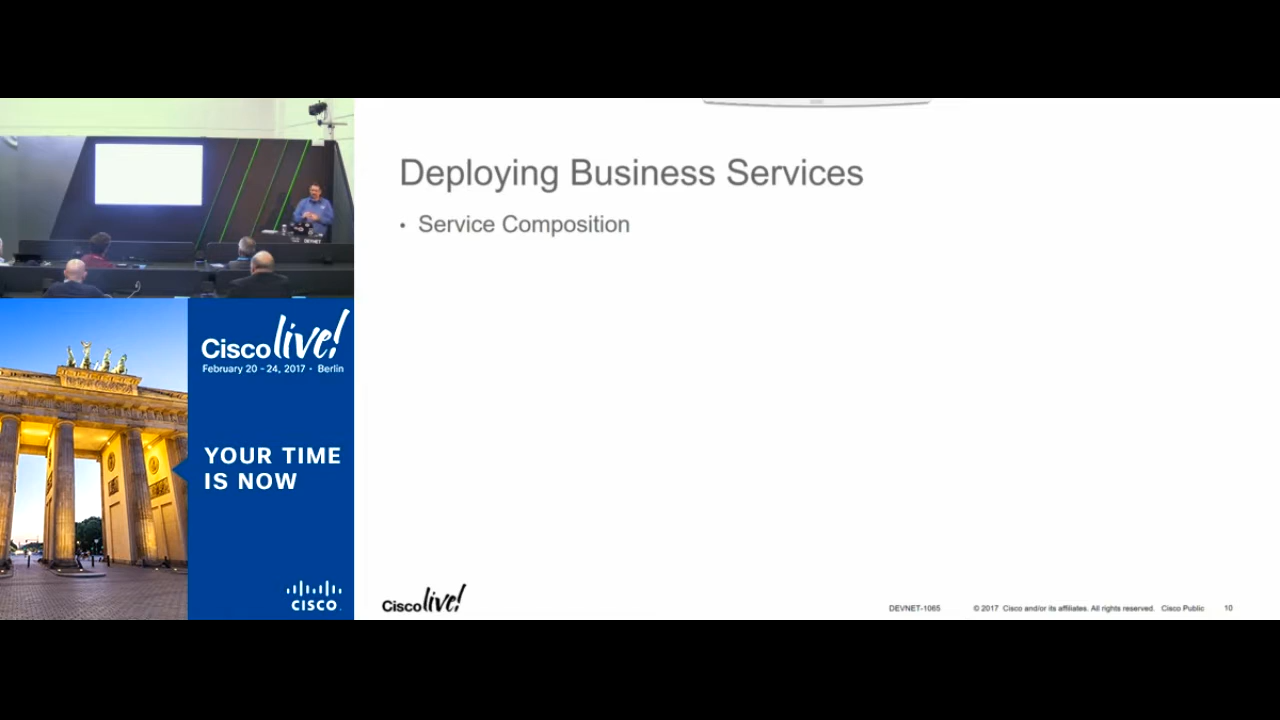 Deploying Business Services
• Service Composition
DEVNET
Cisco live!
February 20 - 24, 2017 • Berlin
YOUR TIME
IS NOW
CISCO
Cisco live!
DEVNET-1065 © 2017 Cisco and/or its affiliates. All rights reserved. Cisco Public 10